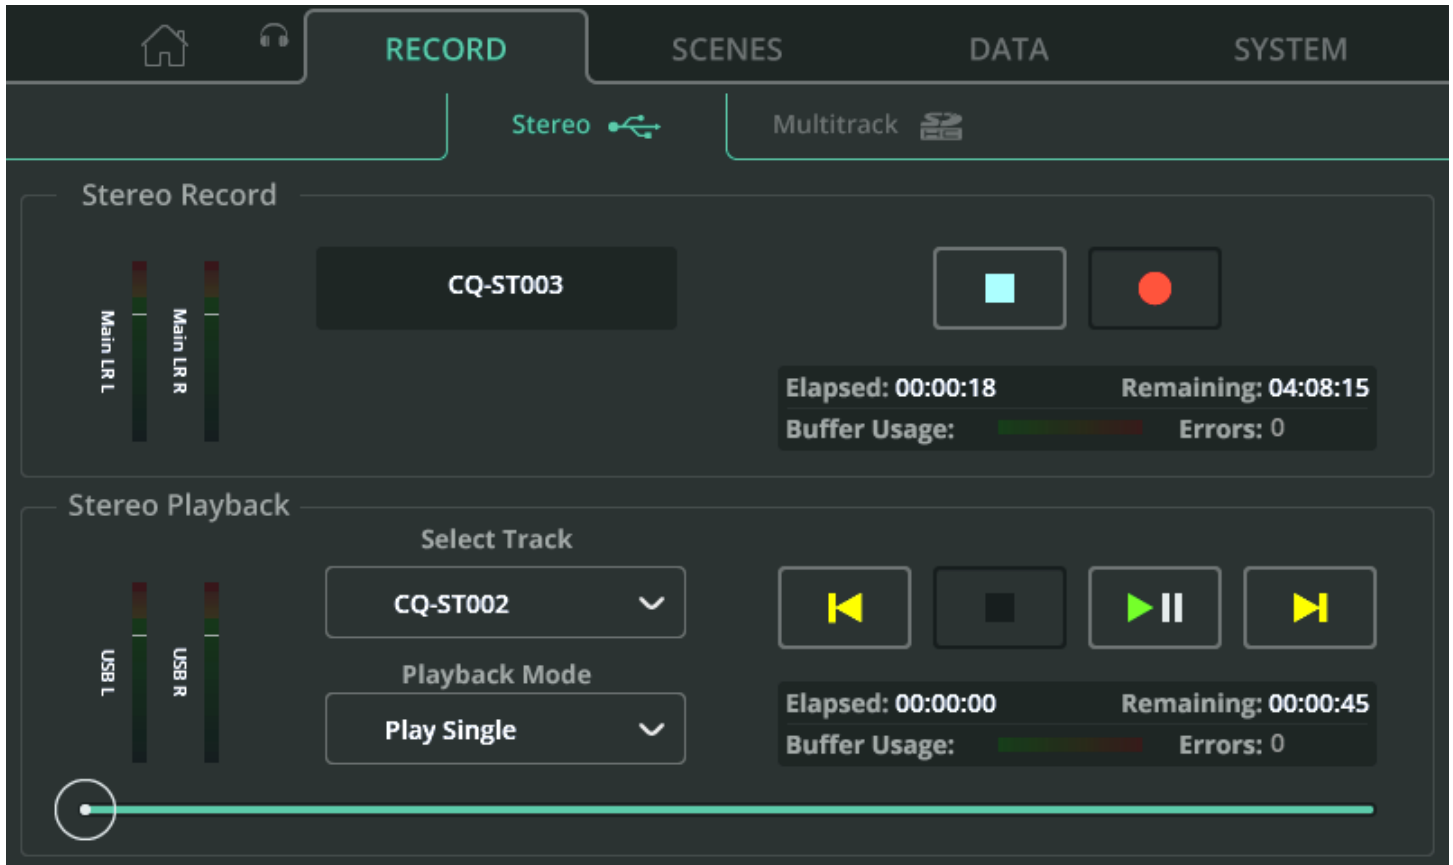 RECORD SCENES DATA SYSTEM
Stereo Multitrack SD HC
Stereo Record
Main LR L
Main LR R
CQ-ST003
Elapsed: 00:00:18 Remaining: 04:08:15
Buffer Usage: Errors: 0
Stereo Playback
USB L
USB R
Select Track
CQ-ST002
Playback Mode
Play Single
Elapsed: 00:00:00 Remaining: 00:00:45
Buffer Usage: Errors: 0